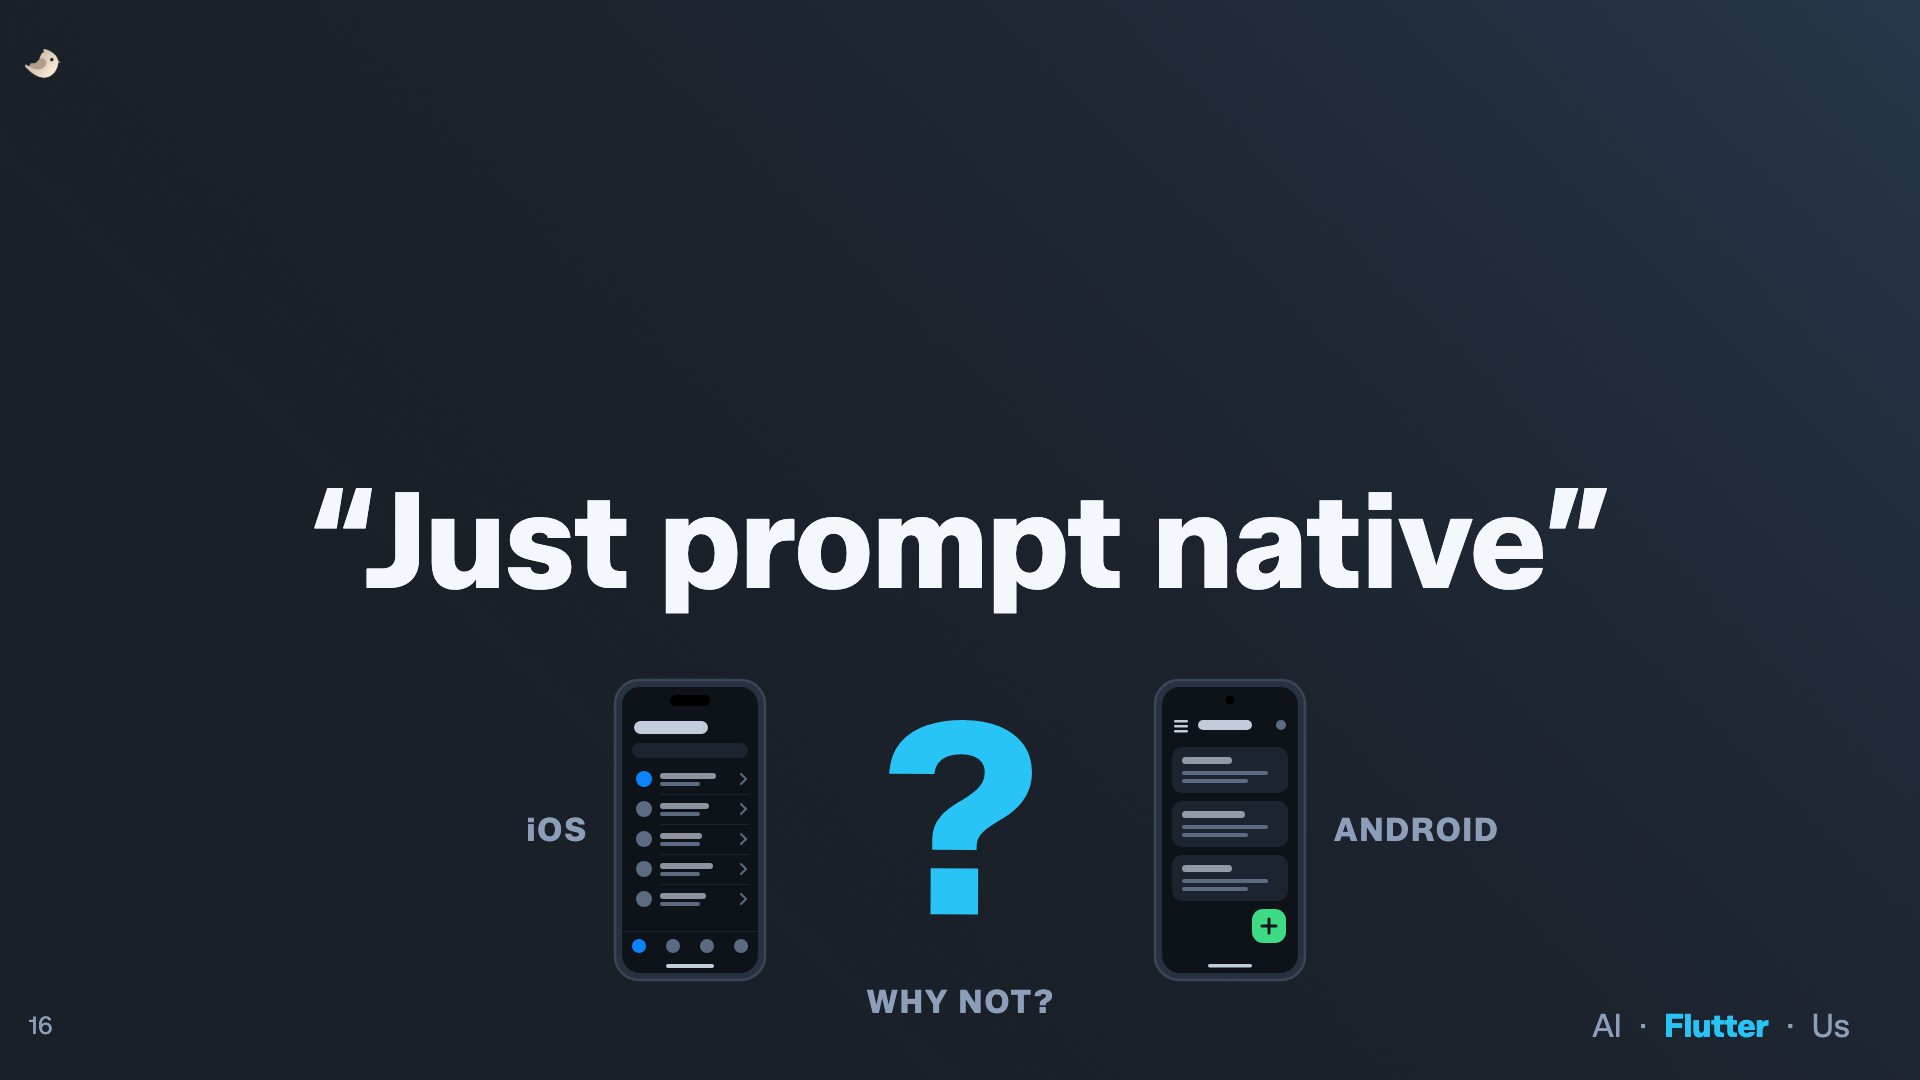 “Just prompt native”
iOS
?
ANDROID
WHY NOT?
16
AI · Flutter · Us